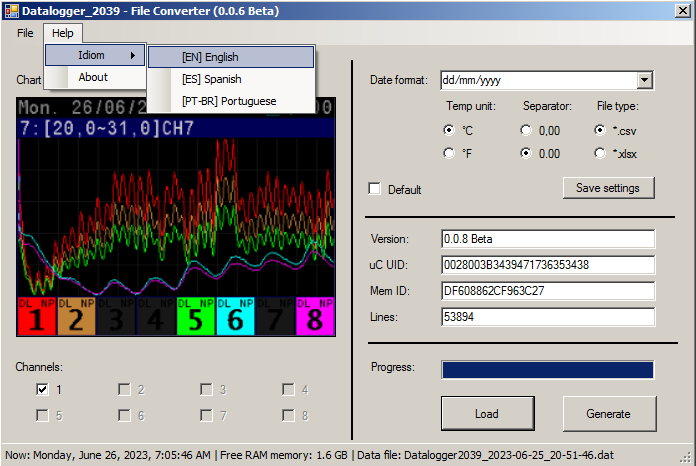 Datalogger_2039 - File Converter (0.0.6 Beta)
File Help
Idiom
About
[EN] English
[ES] Spanish
[PT-BR] Portuguese
Chart
Mon. 26/06/2
00
7:[20,0~31,0]CH7
DL NP DL NP DL NP DL NP DL NP DL NP DL NP DL NP
1 2 3 4 5 6 7 8
Channels:
1 2 3 4
5 6 7 8
Date format: dd/mm/yyyy
Temp unit: Separator: File type:
°C 0,00 *.csv
°F 0.00 *.xlsx
Default Save settings
Version: 0.0.8 Beta
uC UID: 0028003B3439471736353438
Mem ID: DF608862CF963C27
Lines: 53894
Progress:
Load Generate
Now: Monday, June 26, 2023, 7:05:46 AM | Free RAM memory: 1.6 GB | Data file: Datalogger2039_2023-06-25_20-51-46.dat